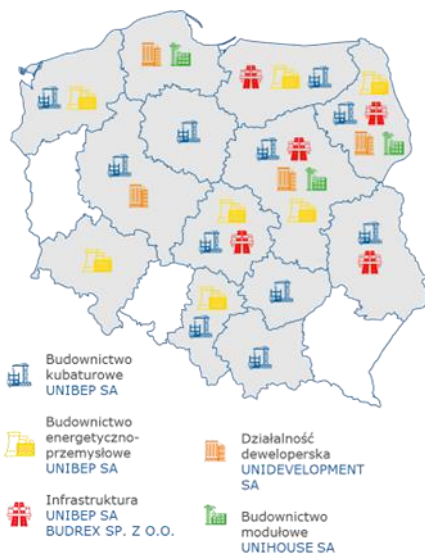 Budownictwo
kubaturowe
UNIBEP SA
Budownictwo
energetyczno-
przemysłowe
UNIBEP SA
Infrastruktura
UNIBEP SA
BUDREX SP. Z O.O.
Działalność
deweloperska
UNIDEVELOPMENT
SA
Budownictwo
modułowe
UNIHOUSE SA